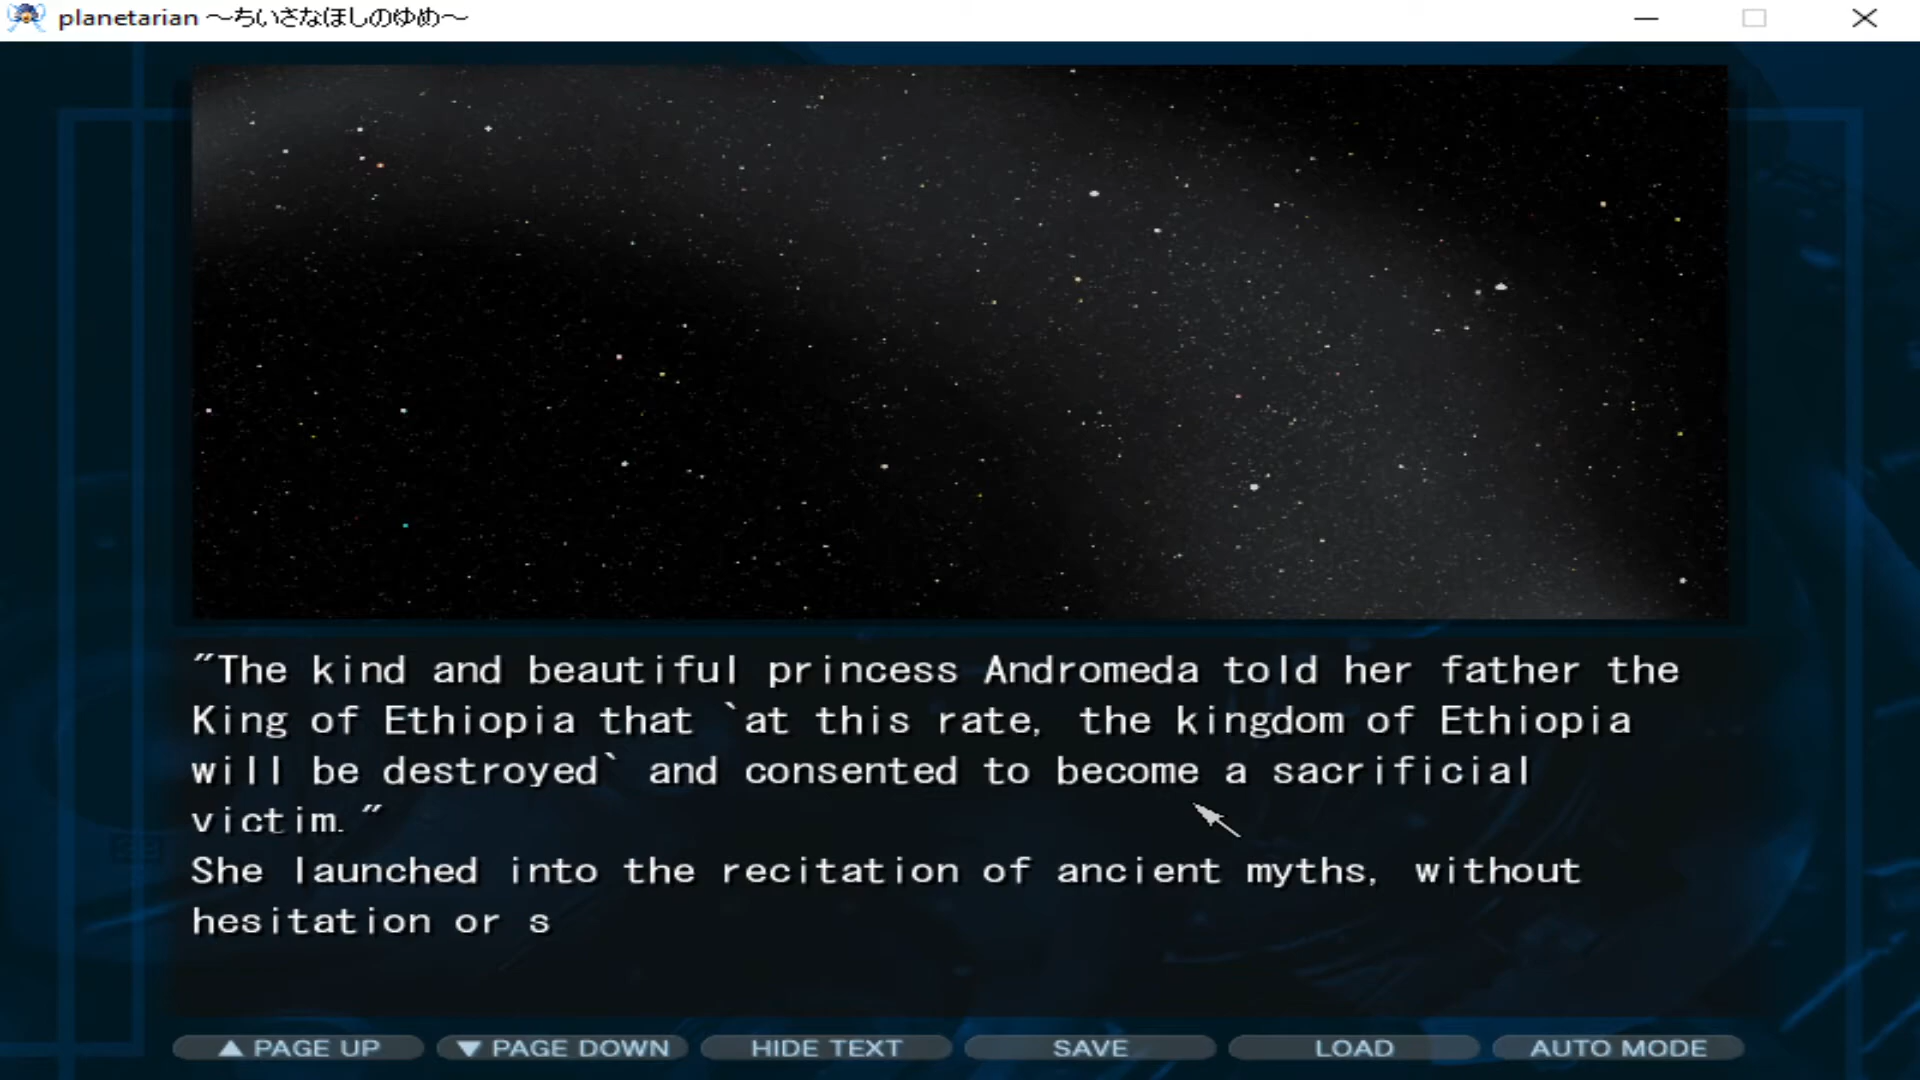 planetarian ～ちいさなほしのゆめ～
"The kind and beautiful princess Andromeda told her father the
King of Ethiopia that `at this rate, the kingdom of Ethiopia
will be destroyed` and consented to become a sacrificial
victim."
She launched into the recitation of ancient myths, without
hesitation or s
▲ PAGE UP ▼ PAGE DOWN HIDE TEXT SAVE LOAD AUTO MODE